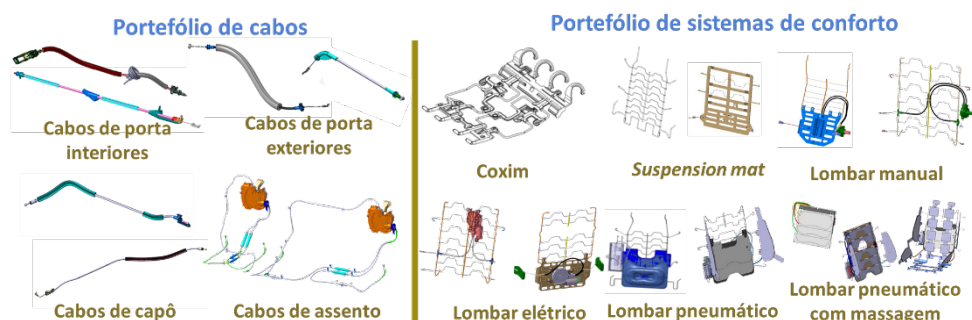 Portefólio de cabos
Cabos de porta
interiores
Cabos de porta
exteriores
Cabos de capô
Cabos de assento
Portefólio de sistemas de conforto
Coxim
Suspension mat
Lombar manual
Lombar elétrico
Lombar pneumático
Lombar pneumático
com massagem